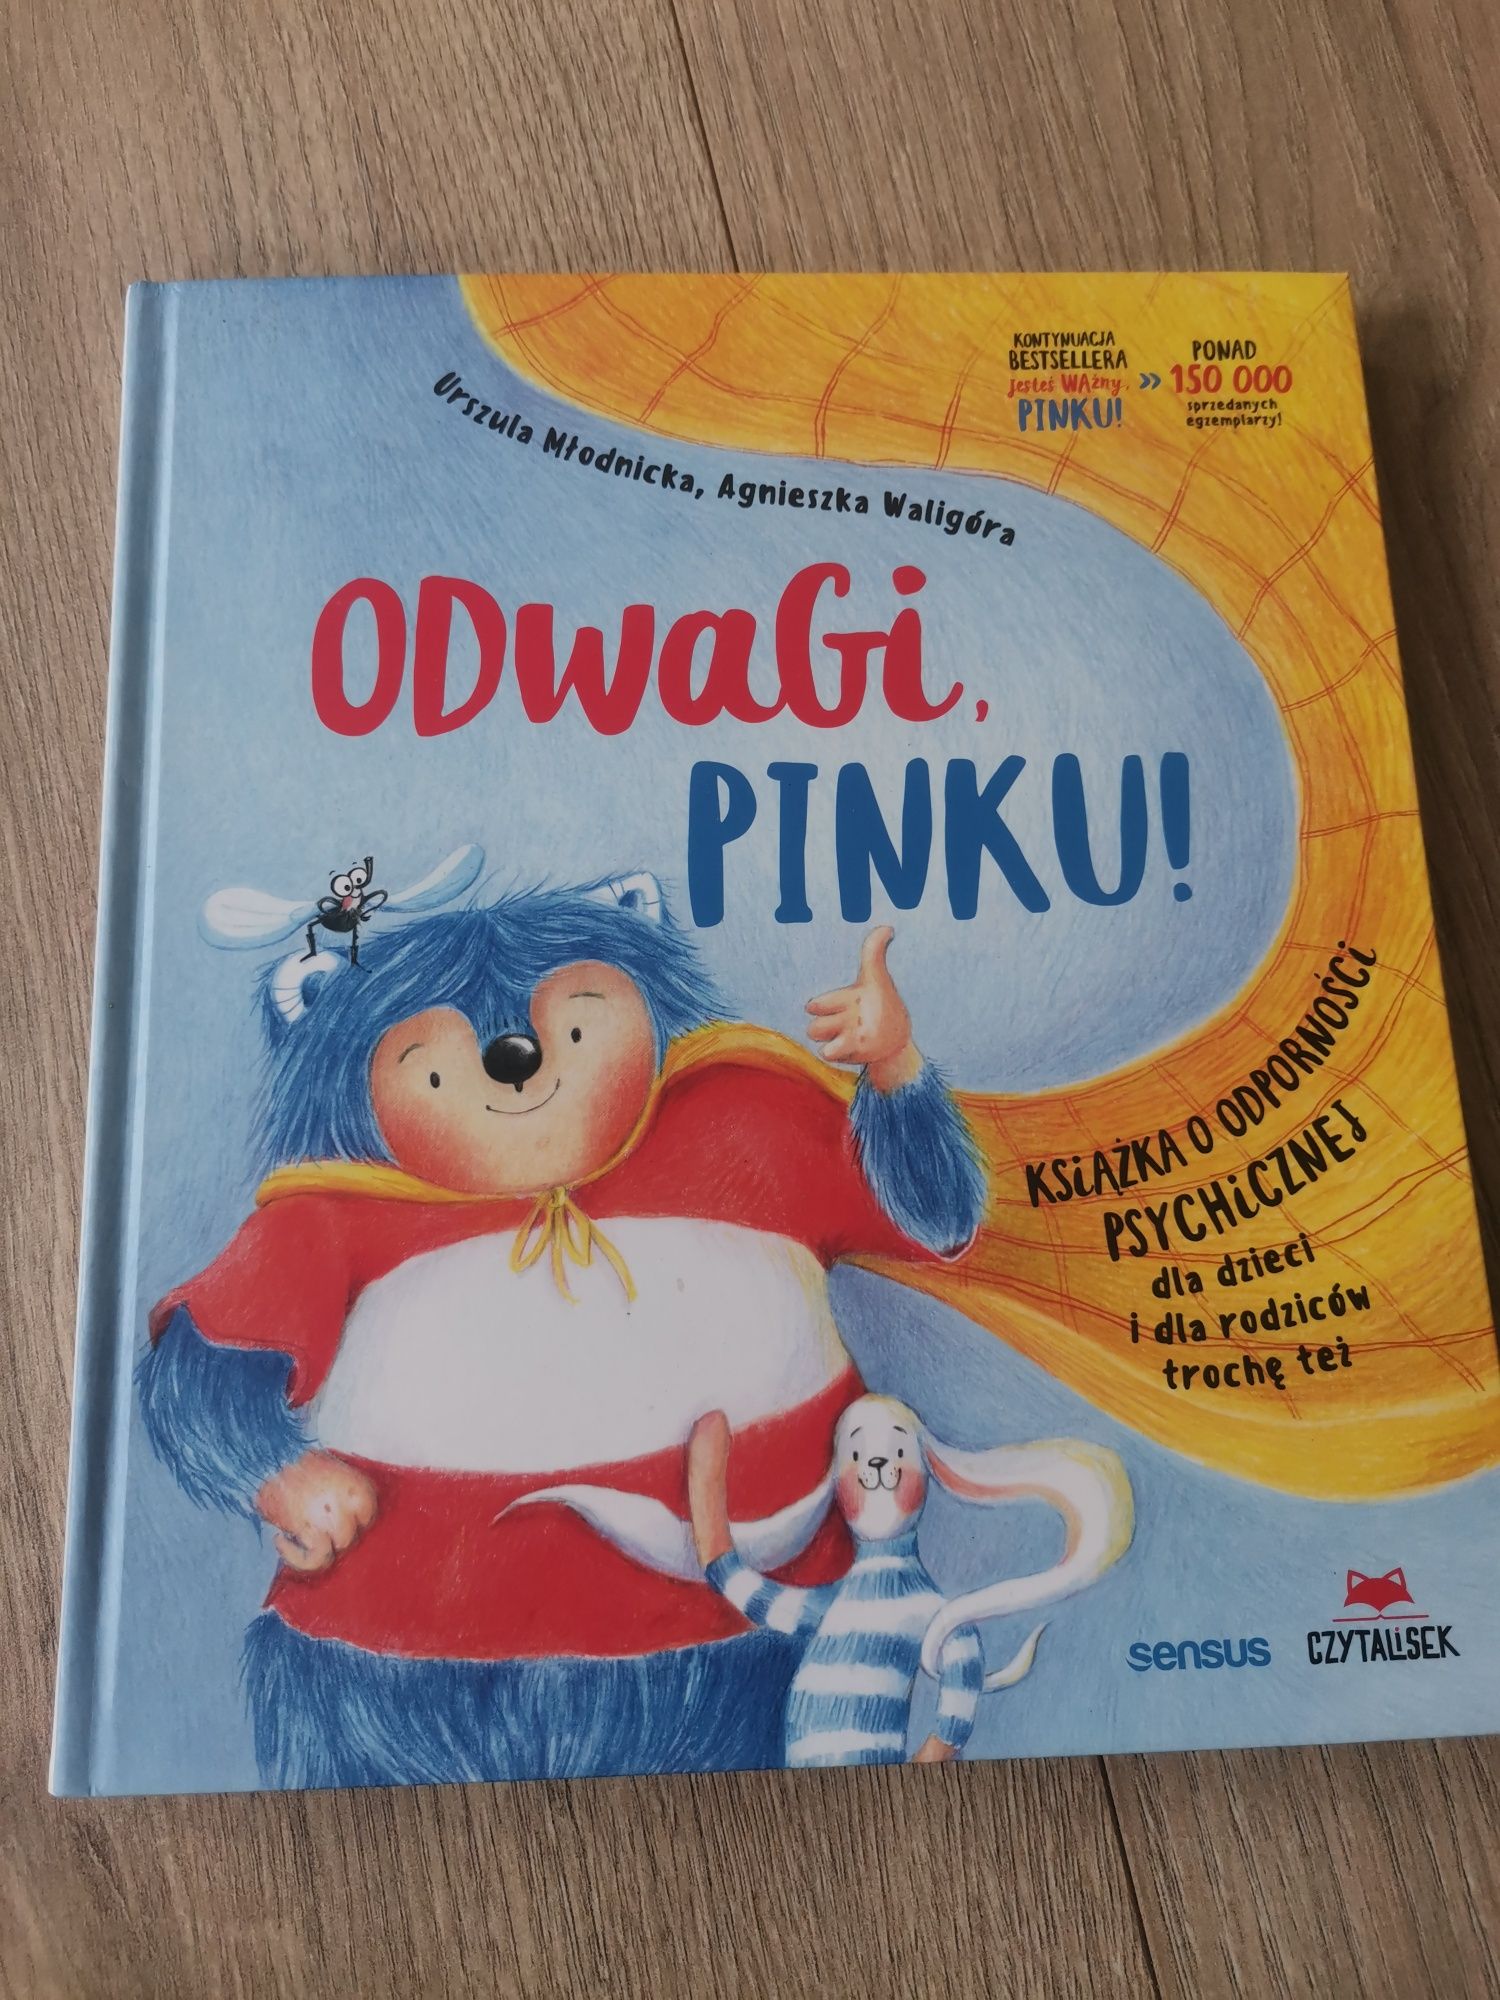 KONTYNUACJA
BESTSELLERA
Jesteś WAżny,
PINKU!
»
PONAD
150 000
sprzedanych
egzemplarzy!
Urszula Młodnicka, Agnieszka Waligóra
ODWAGI,
PINKU!
KSIĄŻKA O ODPORNOŚCI
PSYCHICZNEJ
dla dzieci
i dla rodziców
trochę też
sensus
CZYTALISEK